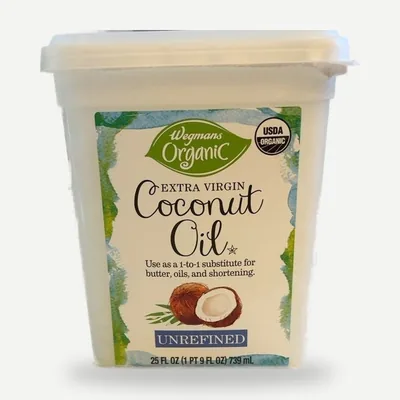 Wegmans
Organic
USDA
ORGANIC
EXTRA VIRGIN
Coconut
Oil
Use as a 1-to-1 substitute for
butter, oils, and shortening.
UNREFINED
25 FL OZ (1 PT 9 FL OZ) 739 mL